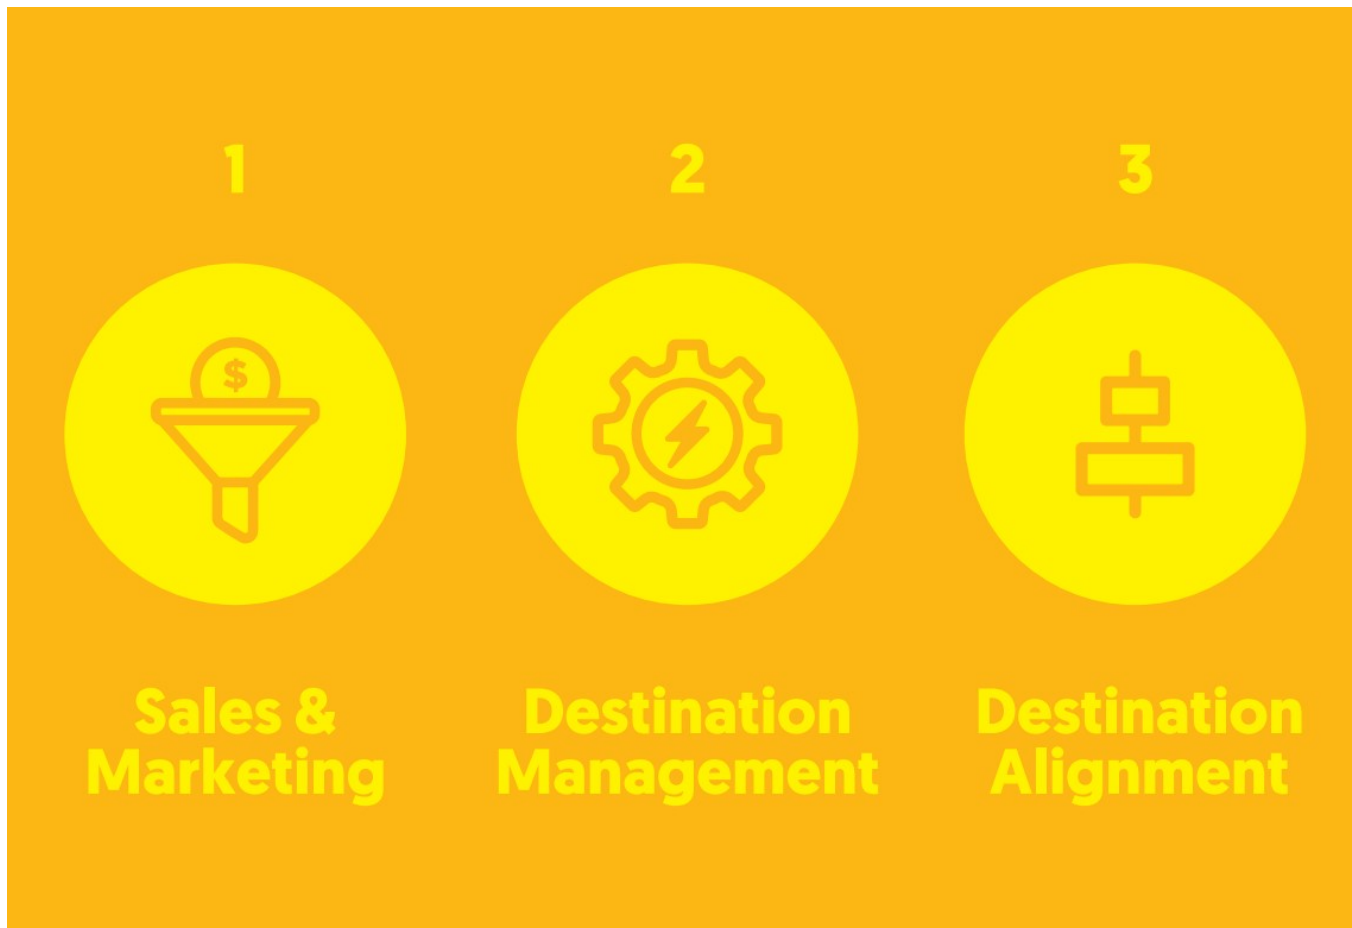 1
2
3
$
Sales &
Marketing
Destination
Management
Destination
Alignment